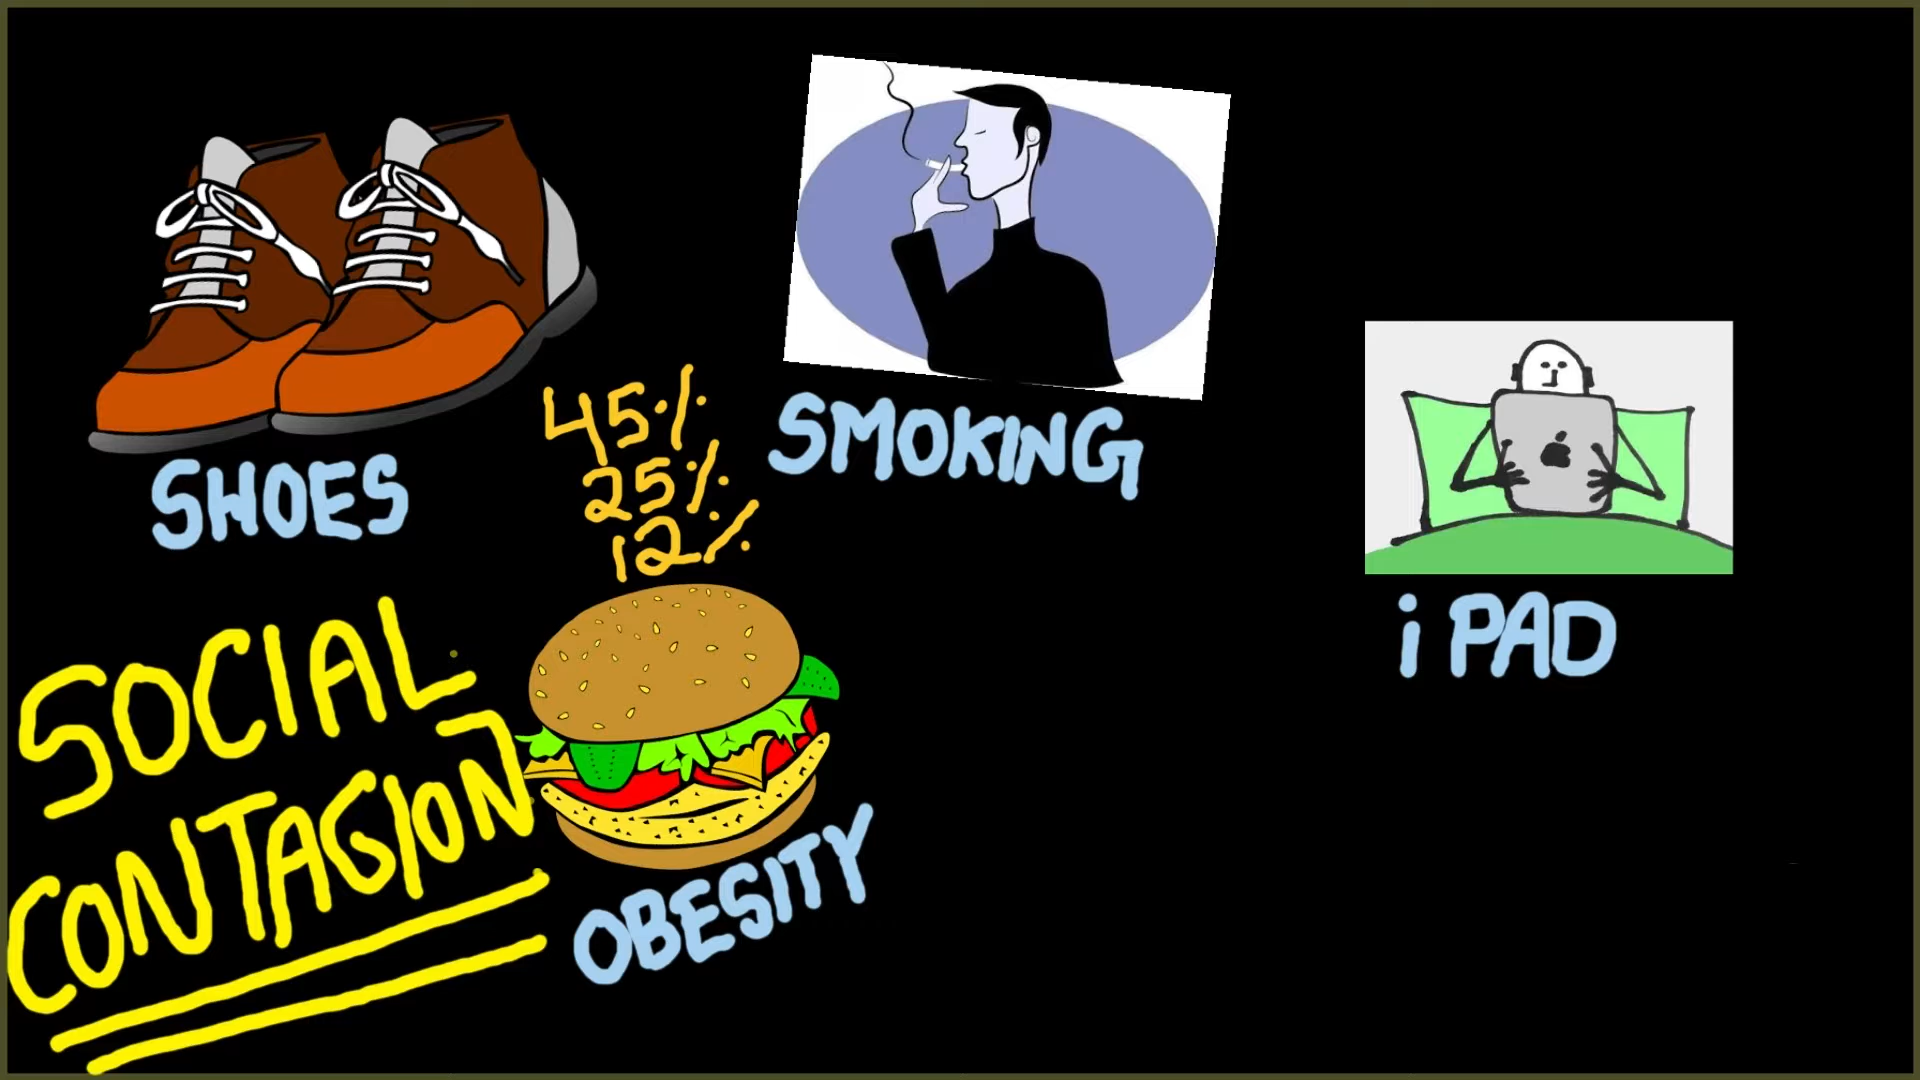 SHOES
45%
25%
12%
SMOKING
i PAD
SOCIAL
CONTAGION
OBESITY